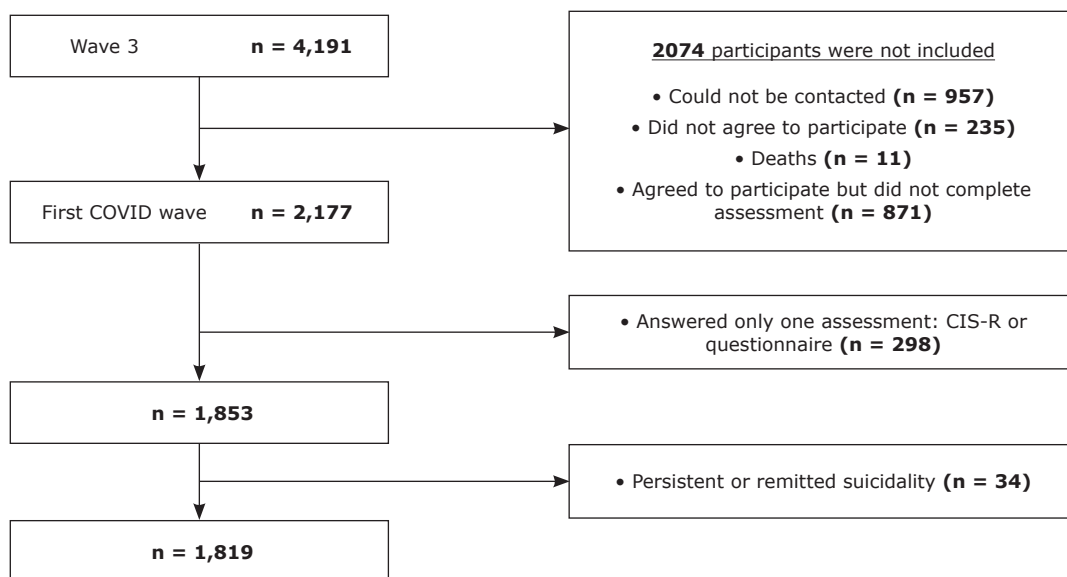 Wave 3 n = 4,191
2074 participants were not included
• Could not be contacted (n = 957)
• Did not agree to participate (n = 235)
• Deaths (n = 11)
• Agreed to participate but did not complete
assessment (n = 871)
First COVID wave n = 2,177
• Answered only one assessment: CIS-R or
questionnaire (n = 298)
n = 1,853
• Persistent or remitted suicidality (n = 34)
n = 1,819